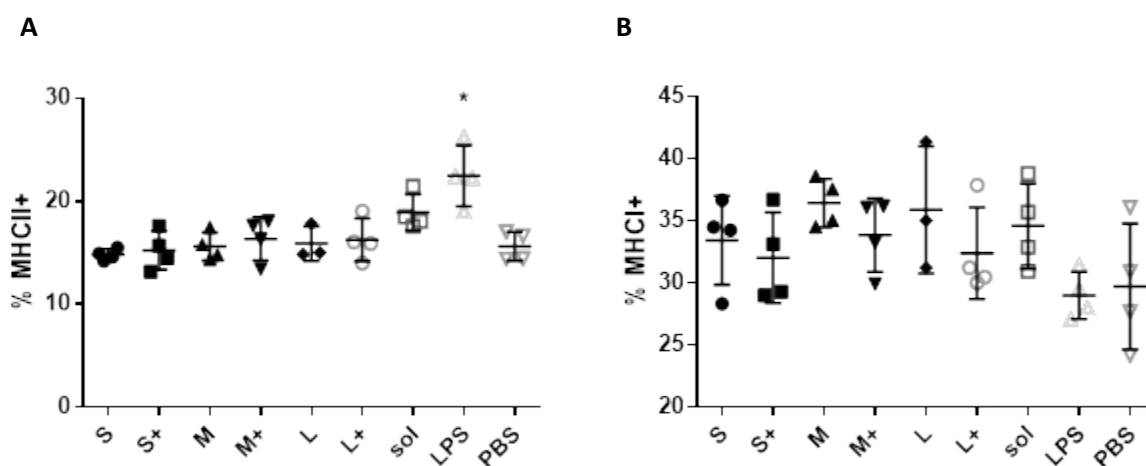 A
B
% MHCII+
30
20
10
0
*
S S+ M M+ L L+ sol LPS PBS
% MHCI+
45
40
35
30
25
20
S S+ M M+ L L+ sol LPS PBS